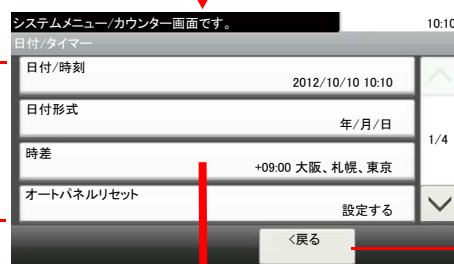 システムメニュー/カウンター画面です。
10:10
日付/タイマー
日付/時刻
2012/10/10 10:10
日付形式
年/月/日
1/4
時差
+09:00 大阪、札幌、東京
オートパネルリセット
設定する
<戻る